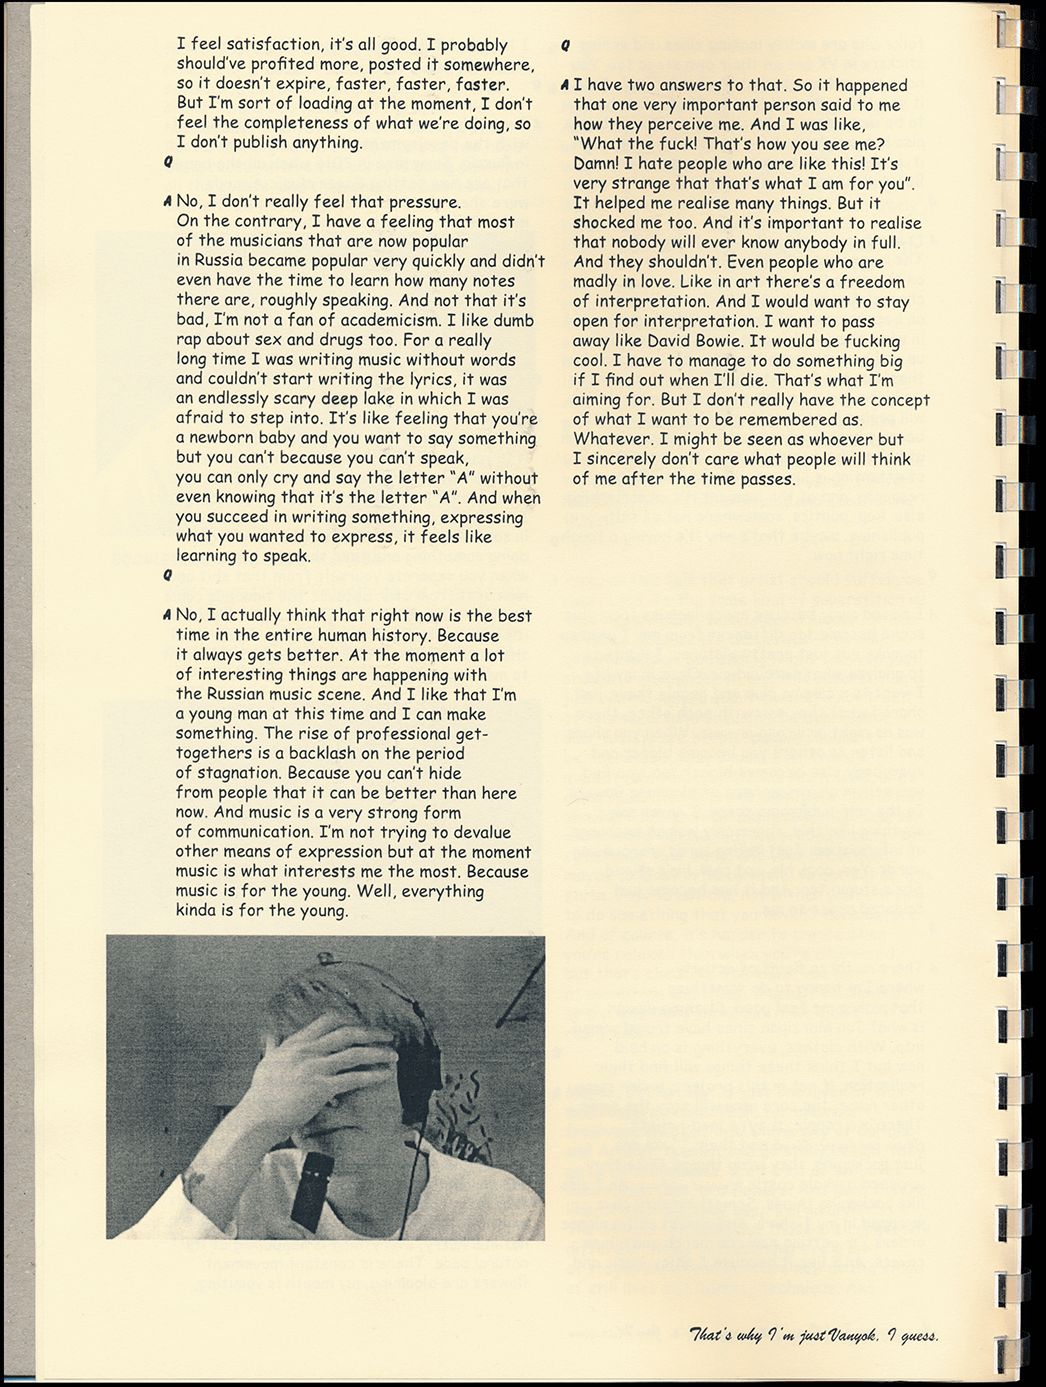 I feel satisfaction, it's all good. I probably
should've profited more, posted it somewhere,
so it doesn't expire, faster, faster, faster.
But I'm sort of loading at the moment, I don't
feel the completeness of what we're doing, so
I don't publish anything.
Q
A No, I don't really feel that pressure.
On the contrary, I have a feeling that most
of the musicians that are now popular
in Russia became popular very quickly and didn't
even have the time to learn how many notes
there are, roughly speaking. And not that it's
bad, I'm not a fan of academicism. I like dumb
rap about sex and drugs too. For a really
long time I was writing music without words
and couldn't start writing the lyrics, it was
an endlessly scary deep lake in which I was
afraid to step into. It's like feeling that you're
a newborn baby and you want to say something
but you can't because you can't speak,
you can only cry and say the letter "A" without
even knowing that it's the letter "A". And when
you succeed in writing something, expressing
what you wanted to express, it feels like
learning to speak.
Q
A No, I actually think that right now is the best
time in the entire human history. Because
it always gets better. At the moment a lot
of interesting things are happening with
the Russian music scene. And I like that I'm
a young man at this time and I can make
something. The rise of professional get-
togethers is a backlash on the period
of stagnation. Because you can't hide
from people that it can be better than here
now. And music is a very strong form
of communication. I'm not trying to devalue
other means of expression but at the moment
music is what interests me the most. Because
music is for the young. Well, everything
kinda is for the young.
Q
A I have two answers to that. So it happened
that one very important person said to me
how they perceive me. And I was like,
"What the fuck! That's how you see me?
Damn! I hate people who are like this! It's
very strange that that's what I am for you".
It helped me realise many things. But it
shocked me too. And it's important to realise
that nobody will ever know anybody in full.
And they shouldn't. Even people who are
madly in love. Like in art there's a freedom
of interpretation. And I would want to stay
open for interpretation. I want to pass
away like David Bowie. It would be fucking
cool. I have to manage to do something big
if I find out when I'll die. That's what I'm
aiming for. But I don't really have the concept
of what I want to be remembered as.
Whatever. I might be seen as whoever but
I sincerely don't care what people will think
of me after the time passes.
That's why I'm just Vanyok, I guess.